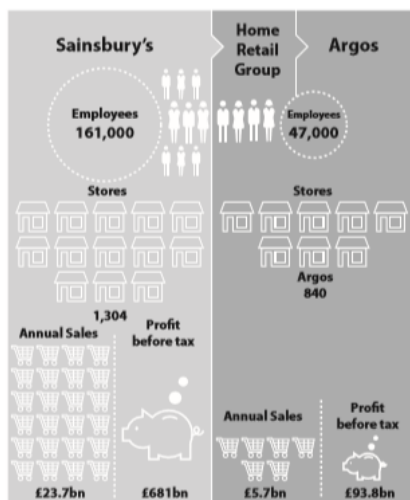 Sainsbury's
Home
Retail
Group
Argos
Employees
161,000
Employees
47,000
Stores
1,304
Stores
Argos
840
Annual Sales
£23.7bn
Profit
before tax
£681bn
Annual Sales
£5.7bn
Profit
before tax
£93.8bn